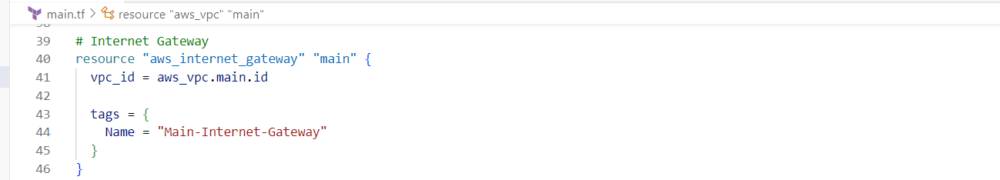 main.tf > resource "aws_vpc" "main"
39 # Internet Gateway
40 resource "aws_internet_gateway" "main" {
41   vpc_id = aws_vpc.main.id
42
43   tags = {
44     Name = "Main-Internet-Gateway"
45   }
46 }